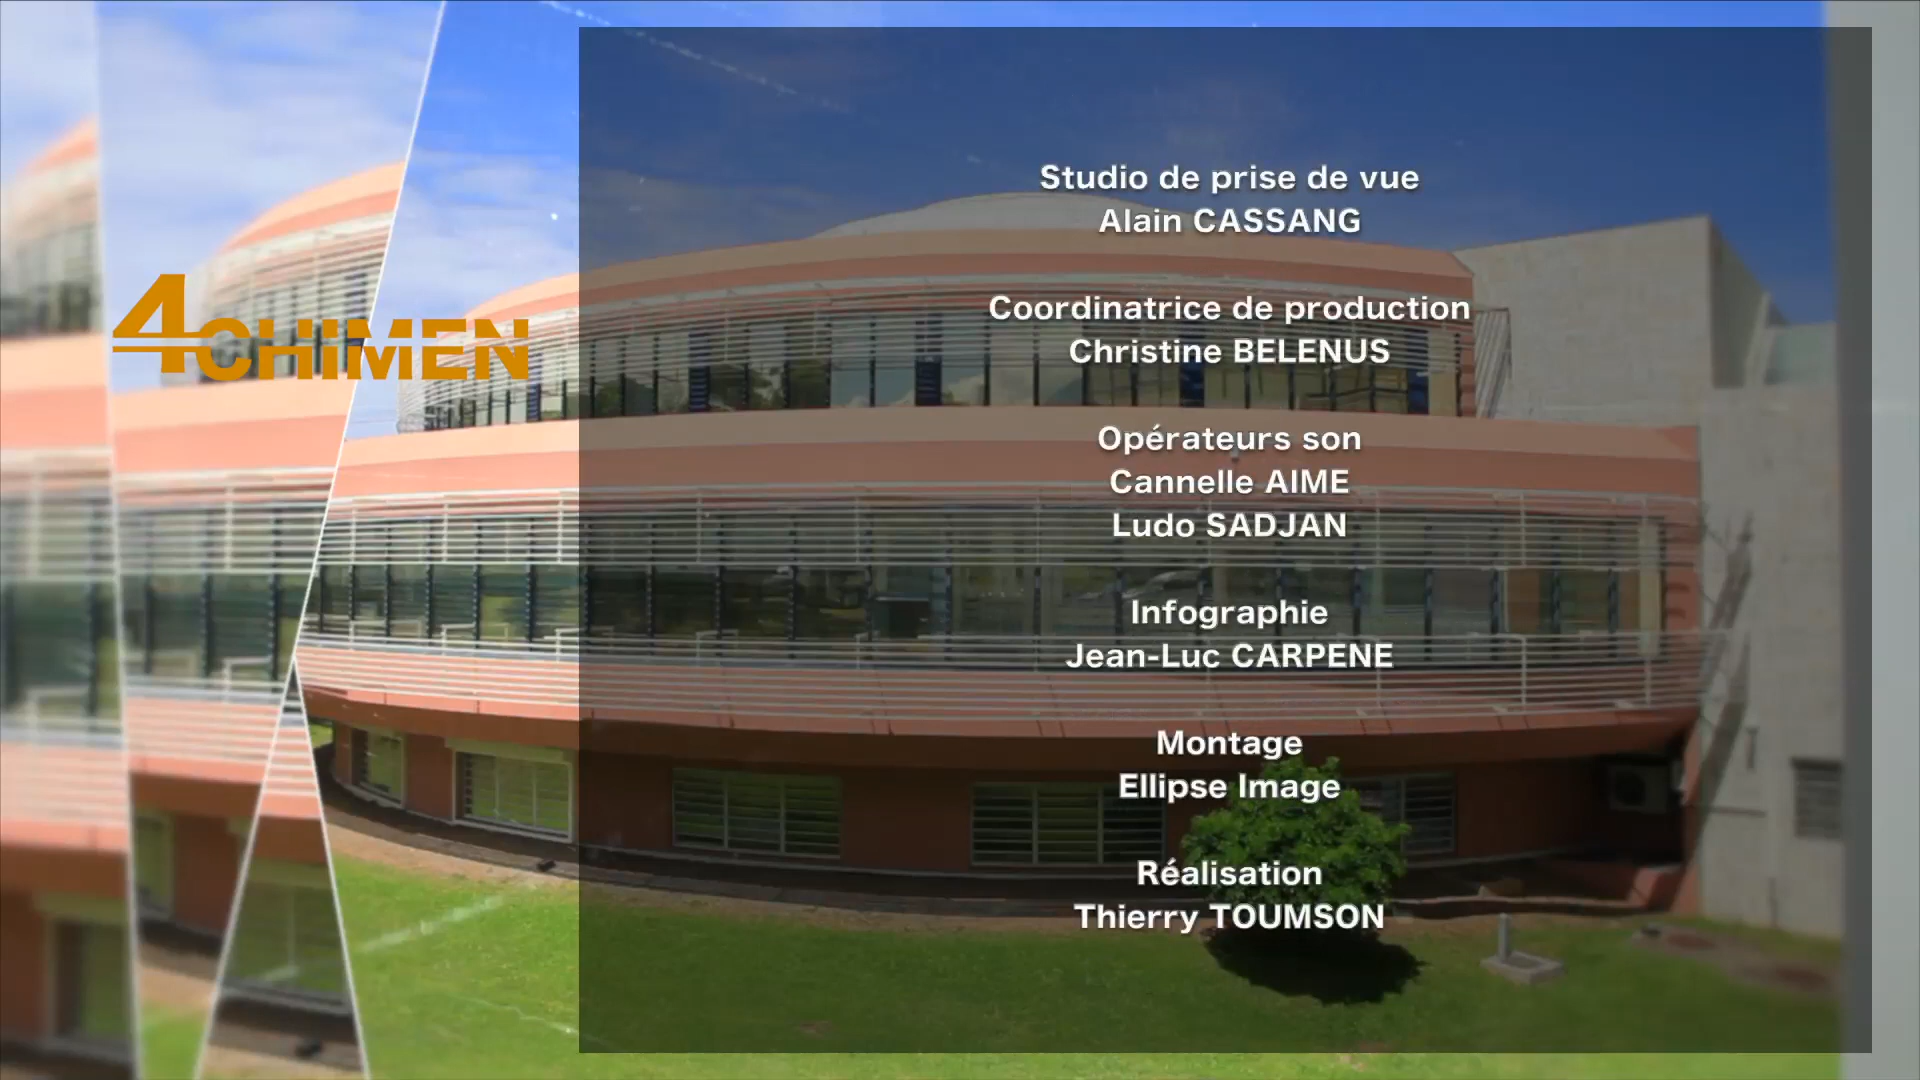 4CHIMEN
Studio de prise de vue
Alain CASSANG
Coordinatrice de production
Christine BELENUS
Opérateurs son
Cannelle AIME
Ludo SADJAN
Infographie
Jean-Luc CARPENE
Montage
Ellipse Image
Réalisation
Thierry TOUMSON